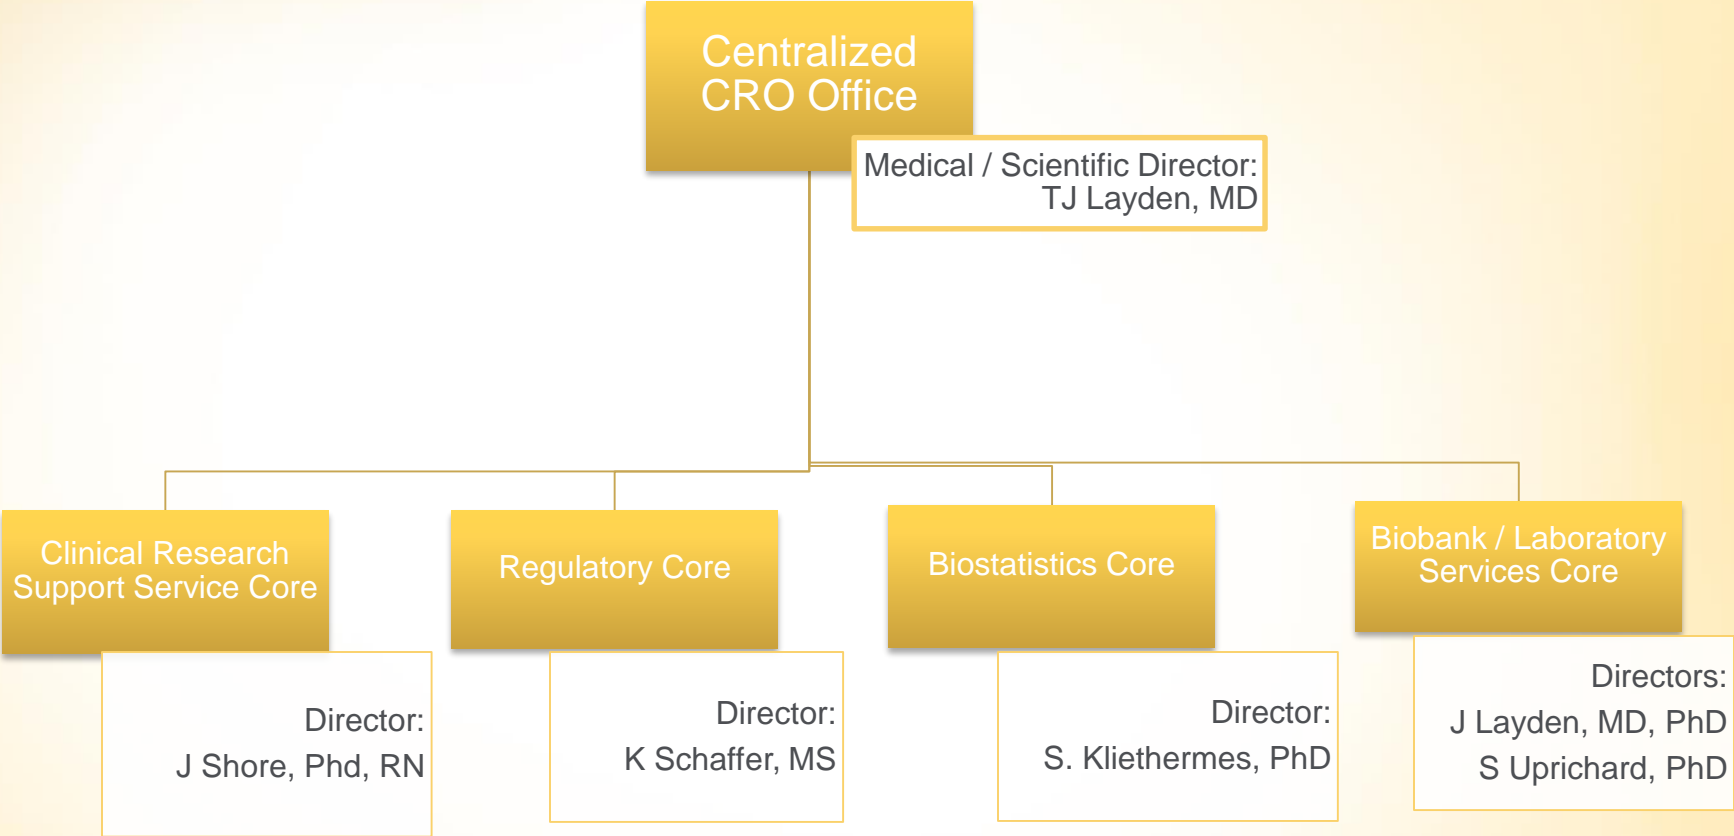 Centralized
CRO Office
Medical / Scientific Director:
TJ Layden, MD
Clinical Research
Support Service Core
Director:
J Shore, Phd, RN
Regulatory Core
Director:
K Schaffer, MS
Biostatistics Core
Director:
S. Kliethermes, PhD
Biobank / Laboratory
Services Core
Directors:
J Layden, MD, PhD
S Uprichard, PhD